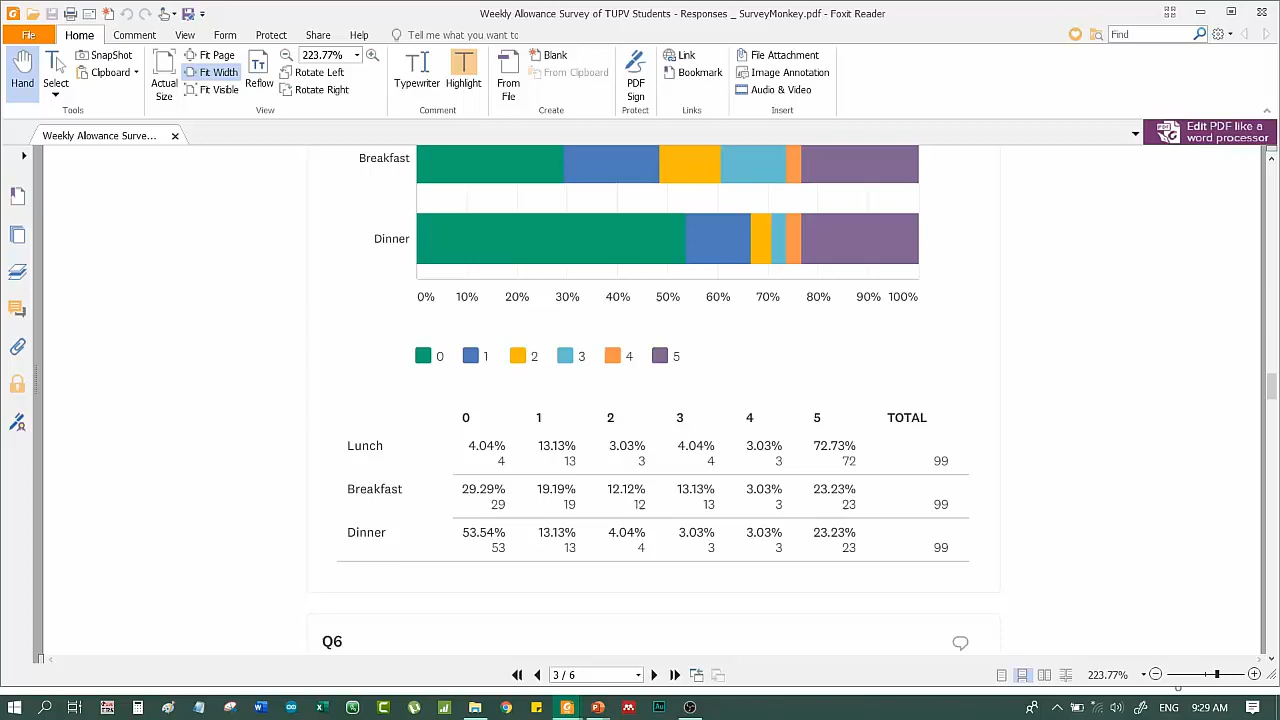 Weekly Allowance Survey of TUPV Students - Responses _ SurveyMonkey.pdf - Foxit Reader
File Home Comment View Form Protect Share Help Tell me what you want to Find
Hand
Select
SnapShot
Clipboard
Tools
Actual Size
Fit Page
Fit Width
Fit Visible
Reflow
223.77%
Rotate Left
Rotate Right
View
Typewriter
Highlight
Comment
From File
Blank
From Clipboard
Create
PDF Sign
Protect
Link
Bookmark
Links
File Attachment
Image Annotation
Audio & Video
Insert
Weekly Allowance Surve...
Edit PDF like a
word processor
Breakfast
Dinner
0% 10% 20% 30% 40% 50% 60% 70% 80% 90% 100%
0 1 2 3 4 5
0 1 2 3 4 5 TOTAL
Lunch 4.04% 13.13% 3.03% 4.04% 3.03% 72.73%
4 13 3 4 3 72 99
Breakfast 29.29% 19.19% 12.12% 13.13% 3.03% 23.23%
29 19 12 13 3 23 99
Dinner 53.54% 13.13% 4.04% 3.03% 3.03% 23.23%
53 13 4 3 3 23 99
Q6
3 / 6
223.77%
ENG 9:29 AM